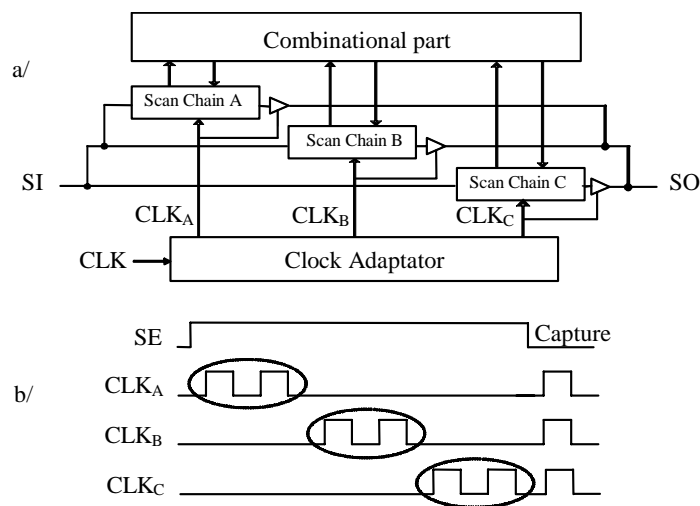 Combinational part
a/
Scan Chain A
Scan Chain B
Scan Chain C
SI
SO
CLKA
CLKB
CLKC
CLK
Clock Adaptator
SE
Capture
b/
CLKA
CLKB
CLKC